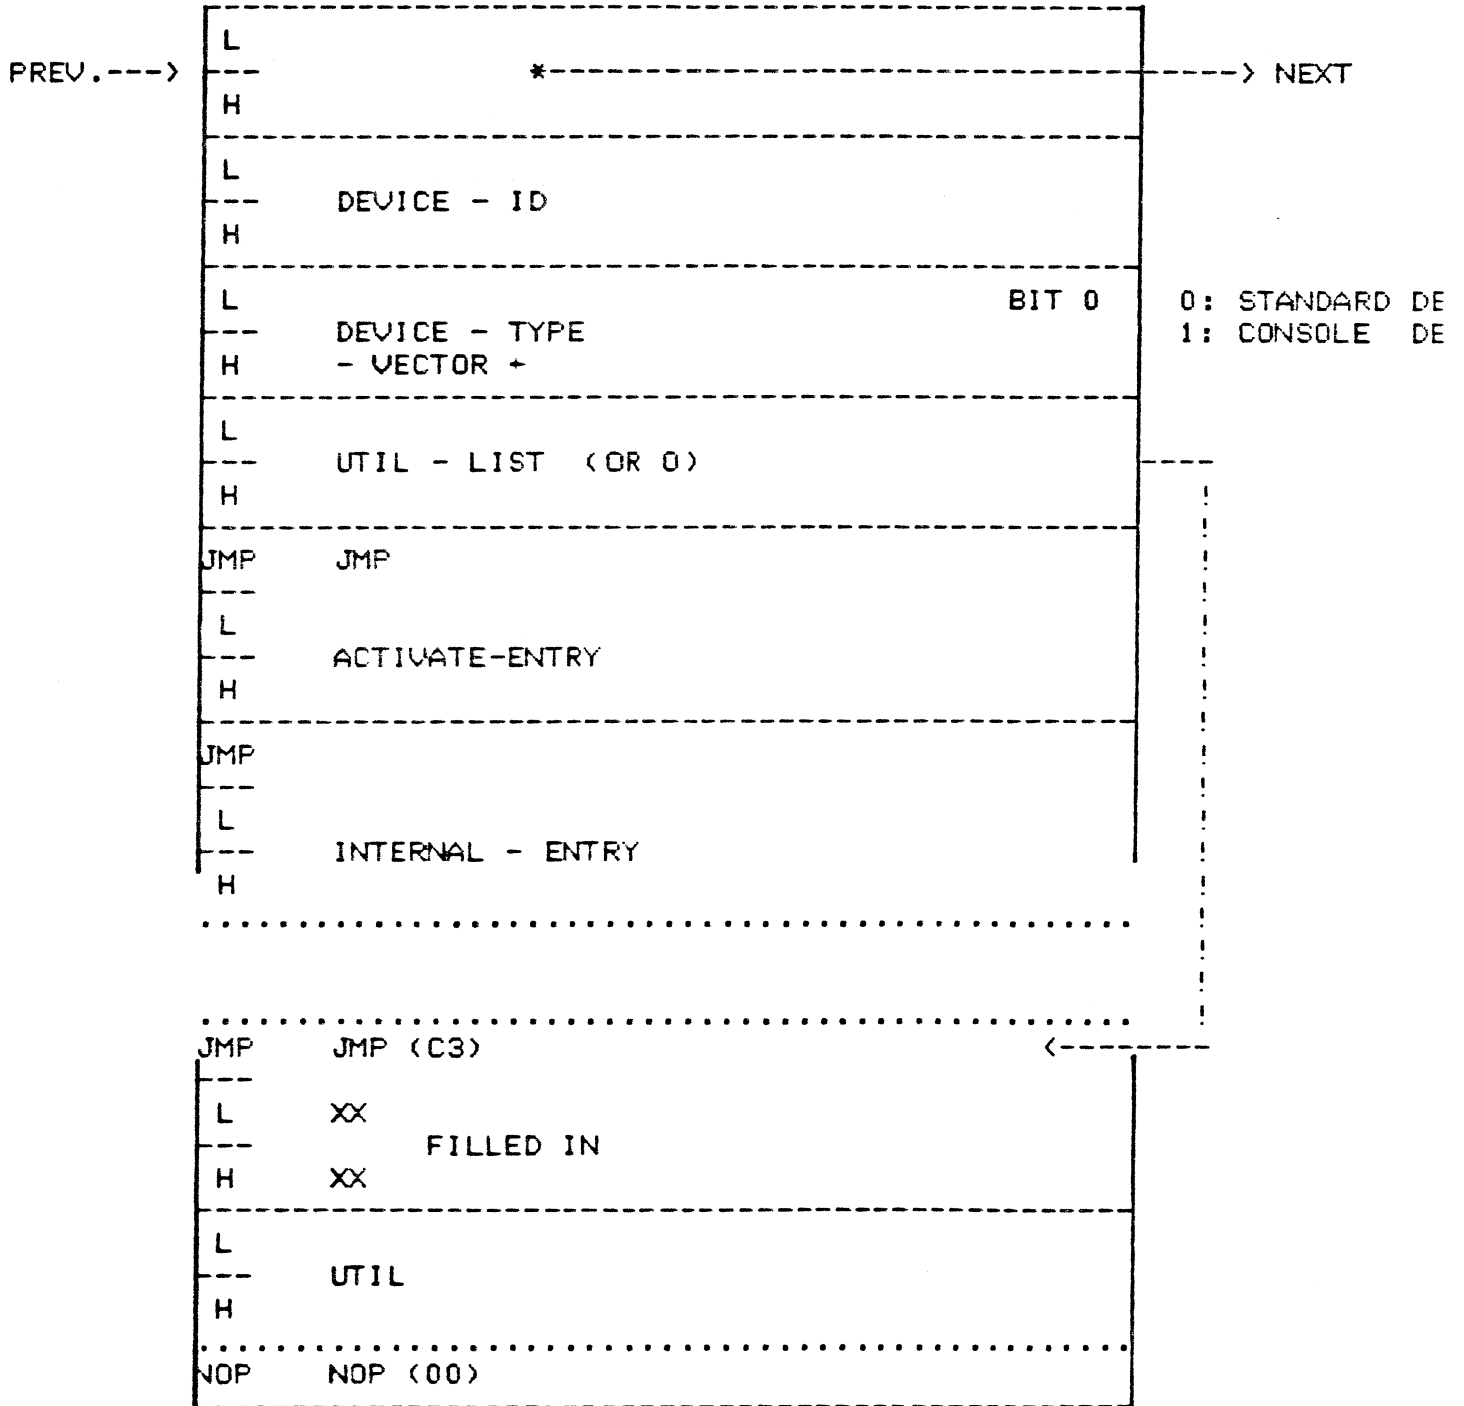 L
PREV.---> --- *---------------------------------------> NEXT
H
L
--- DEVICE - ID
H
L BIT 0 0: STANDARD DE
--- DEVICE - TYPE 1: CONSOLE DE
H - VECTOR -
L
--- UTIL - LIST (OR 0)
H
JMP JMP
---
L
--- ACTIVATE-ENTRY
H
JMP
---
L
--- INTERNAL - ENTRY
H
JMP JMP (C3)
---
L XX
--- FILLED IN
H XX
L
--- UTIL
H
NOP NOP (00)